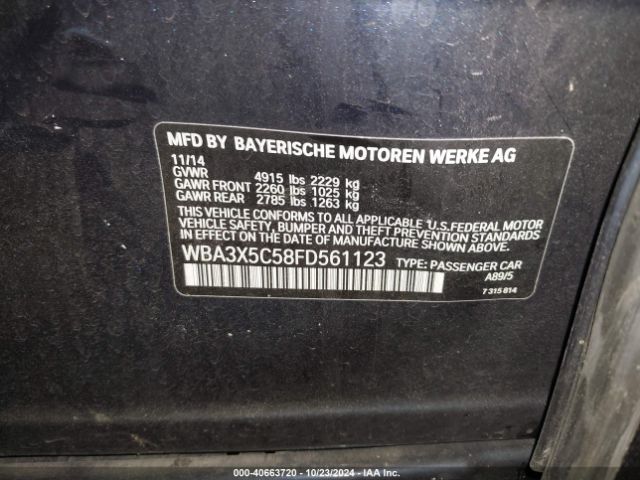 MFD BY BAYERISCHE MOTOREN WERKE AG
11/14
GVWR 4915 lbs 2229 kg
GAWR FRONT 2260 lbs 1025 kg
GAWR REAR 2785 lbs 1263 kg
THIS VEHICLE CONFORMS TO ALL APPLICABLE U.S.FEDERAL MOTOR
VEHICLE SAFETY, BUMPER AND THEFT PREVENTION STANDARDS
IN EFFECT ON THE DATE OF MANUFACTURE SHOWN ABOVE.
WBA3X5C58FD561123 TYPE: PASSENGER CAR
A89/5
7 315 814
000-40663720 - 10/23/2024 - IAA Inc.